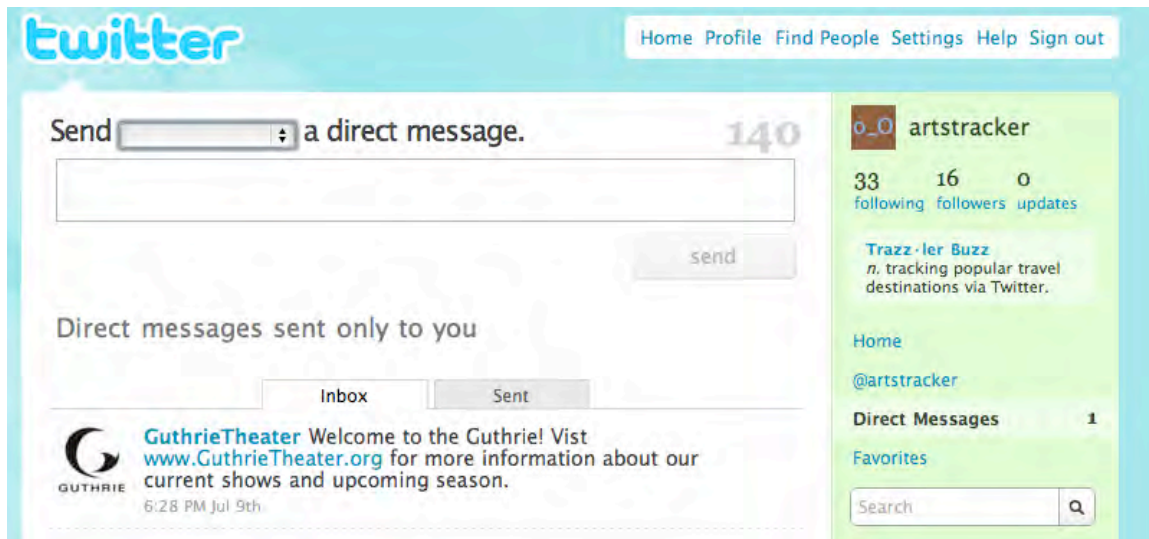 twitter
Home Profile Find People Settings Help Sign out
Send a direct message.
140
send
Direct messages sent only to you
Inbox Sent
GUTHRIE
GuthrieTheater Welcome to the Guthrie! Vist
www.GuthrieTheater.org for more information about our
current shows and upcoming season.
6:28 PM Jul 9th
o_O artstracker
33 16 0
following followers updates
Trazz·ler Buzz
n. tracking popular travel
destinations via Twitter.
Home
@artstracker
Direct Messages 1
Favorites
Search